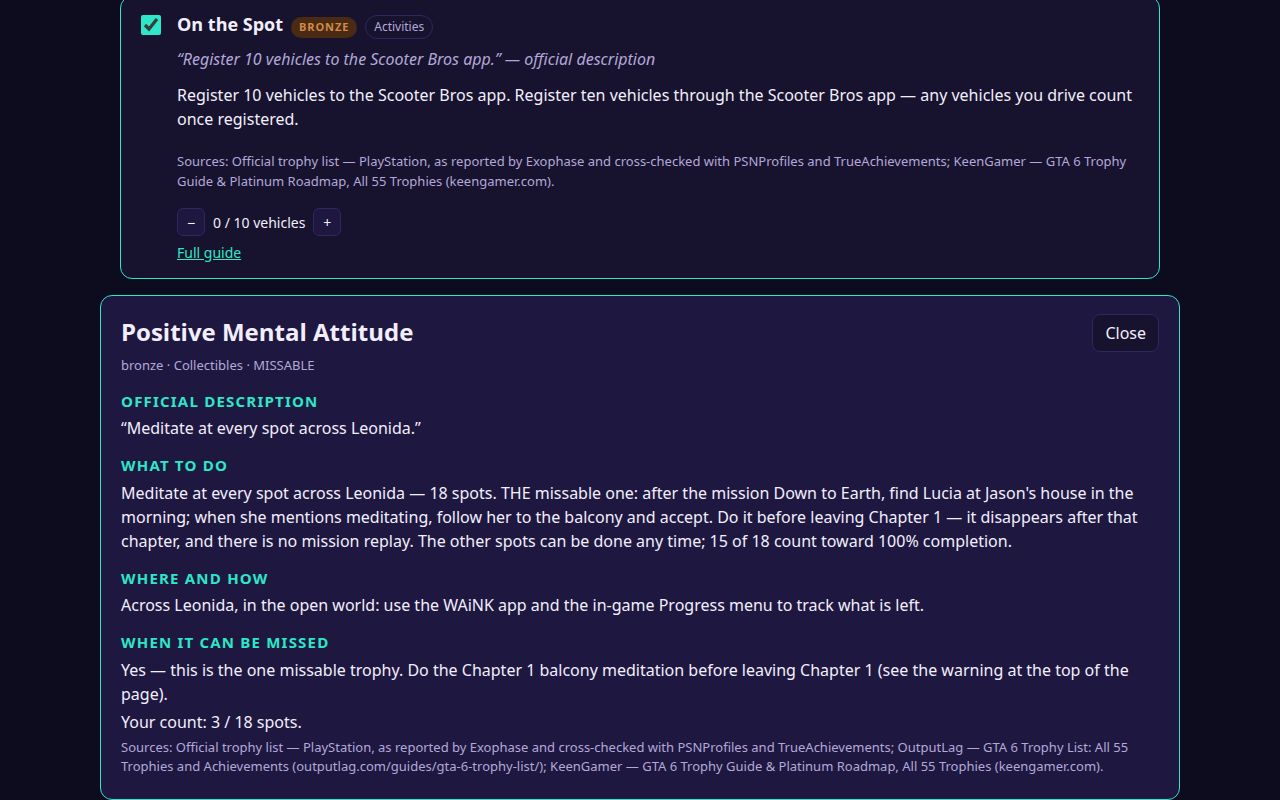 On the Spot BRONZE Activities
“Register 10 vehicles to the Scooter Bros app.” — official description
Register 10 vehicles to the Scooter Bros app. Register ten vehicles through the Scooter Bros app — any vehicles you drive count
once registered.
Sources: Official trophy list — PlayStation, as reported by Exophase and cross-checked with PSNProfiles and TrueAchievements; KeenGamer — GTA 6 Trophy
Guide & Platinum Roadmap, All 55 Trophies (keengamer.com).
− 0 / 10 vehicles +
Full guide
Positive Mental Attitude
Close
bronze · Collectibles · MISSABLE
OFFICIAL DESCRIPTION
“Meditate at every spot across Leonida.”
WHAT TO DO
Meditate at every spot across Leonida — 18 spots. THE missable one: after the mission Down to Earth, find Lucia at Jason's house in the
morning; when she mentions meditating, follow her to the balcony and accept. Do it before leaving Chapter 1 — it disappears after that
chapter, and there is no mission replay. The other spots can be done any time; 15 of 18 count toward 100% completion.
WHERE AND HOW
Across Leonida, in the open world: use the WAiNK app and the in-game Progress menu to track what is left.
WHEN IT CAN BE MISSED
Yes — this is the one missable trophy. Do the Chapter 1 balcony meditation before leaving Chapter 1 (see the warning at the top of the
page).
Your count: 3 / 18 spots.
Sources: Official trophy list — PlayStation, as reported by Exophase and cross-checked with PSNProfiles and TrueAchievements; OutputLag — GTA 6 Trophy List: All 55
Trophies and Achievements (outputlag.com/guides/gta-6-trophy-list/); KeenGamer — GTA 6 Trophy Guide & Platinum Roadmap, All 55 Trophies (keengamer.com).